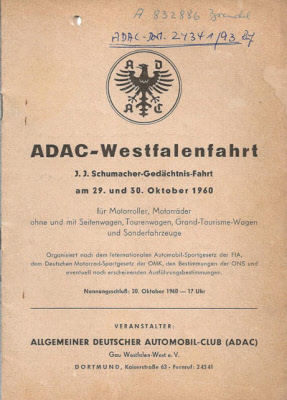 A 832886
ADAC-
A D
A C
ADAC-Westfalenfahrt
J. J. Schumacher-Gedächtnis-Fahrt
am 29. und 30. Oktober 1960
für Motorroller, Motorräder
ohne und mit Seitenwagen, Tourenwagen, Grand-Tourisme-Wagen
und Sonderfahrzeuge
Organisiert nach dem Internationalen Automobil-Sportgesetz der FIA,
dem Deutschen Motorrad-Sportgesetz der OMK, den Bestimmungen der ONS und
eventuell noch erscheinenden Ausführungsbestimmungen.
Nennungsschluß: 20. Oktober 1960 — 17 Uhr
VERANSTALTER:
ALLGEMEINER DEUTSCHER AUTOMOBIL-CLUB (ADAC)
Gau Westfalen-West e. V.
DORTMUND, Kaiserstraße 63 • Fernruf: 24341